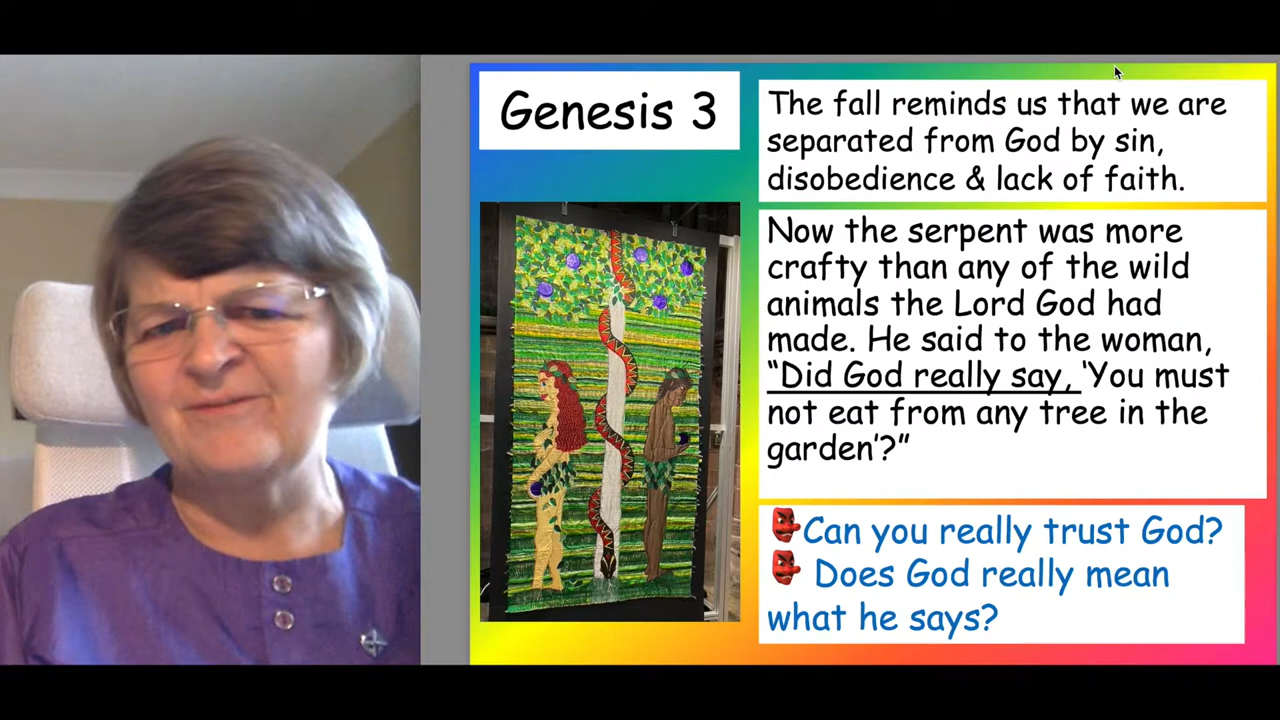 Genesis 3
The fall reminds us that we are
separated from God by sin,
disobedience & lack of faith.
Now the serpent was more
crafty than any of the wild
animals the Lord God had
made. He said to the woman,
“Did God really say, ‘You must
not eat from any tree in the
garden’?”
Can you really trust God?
Does God really mean
what he says?